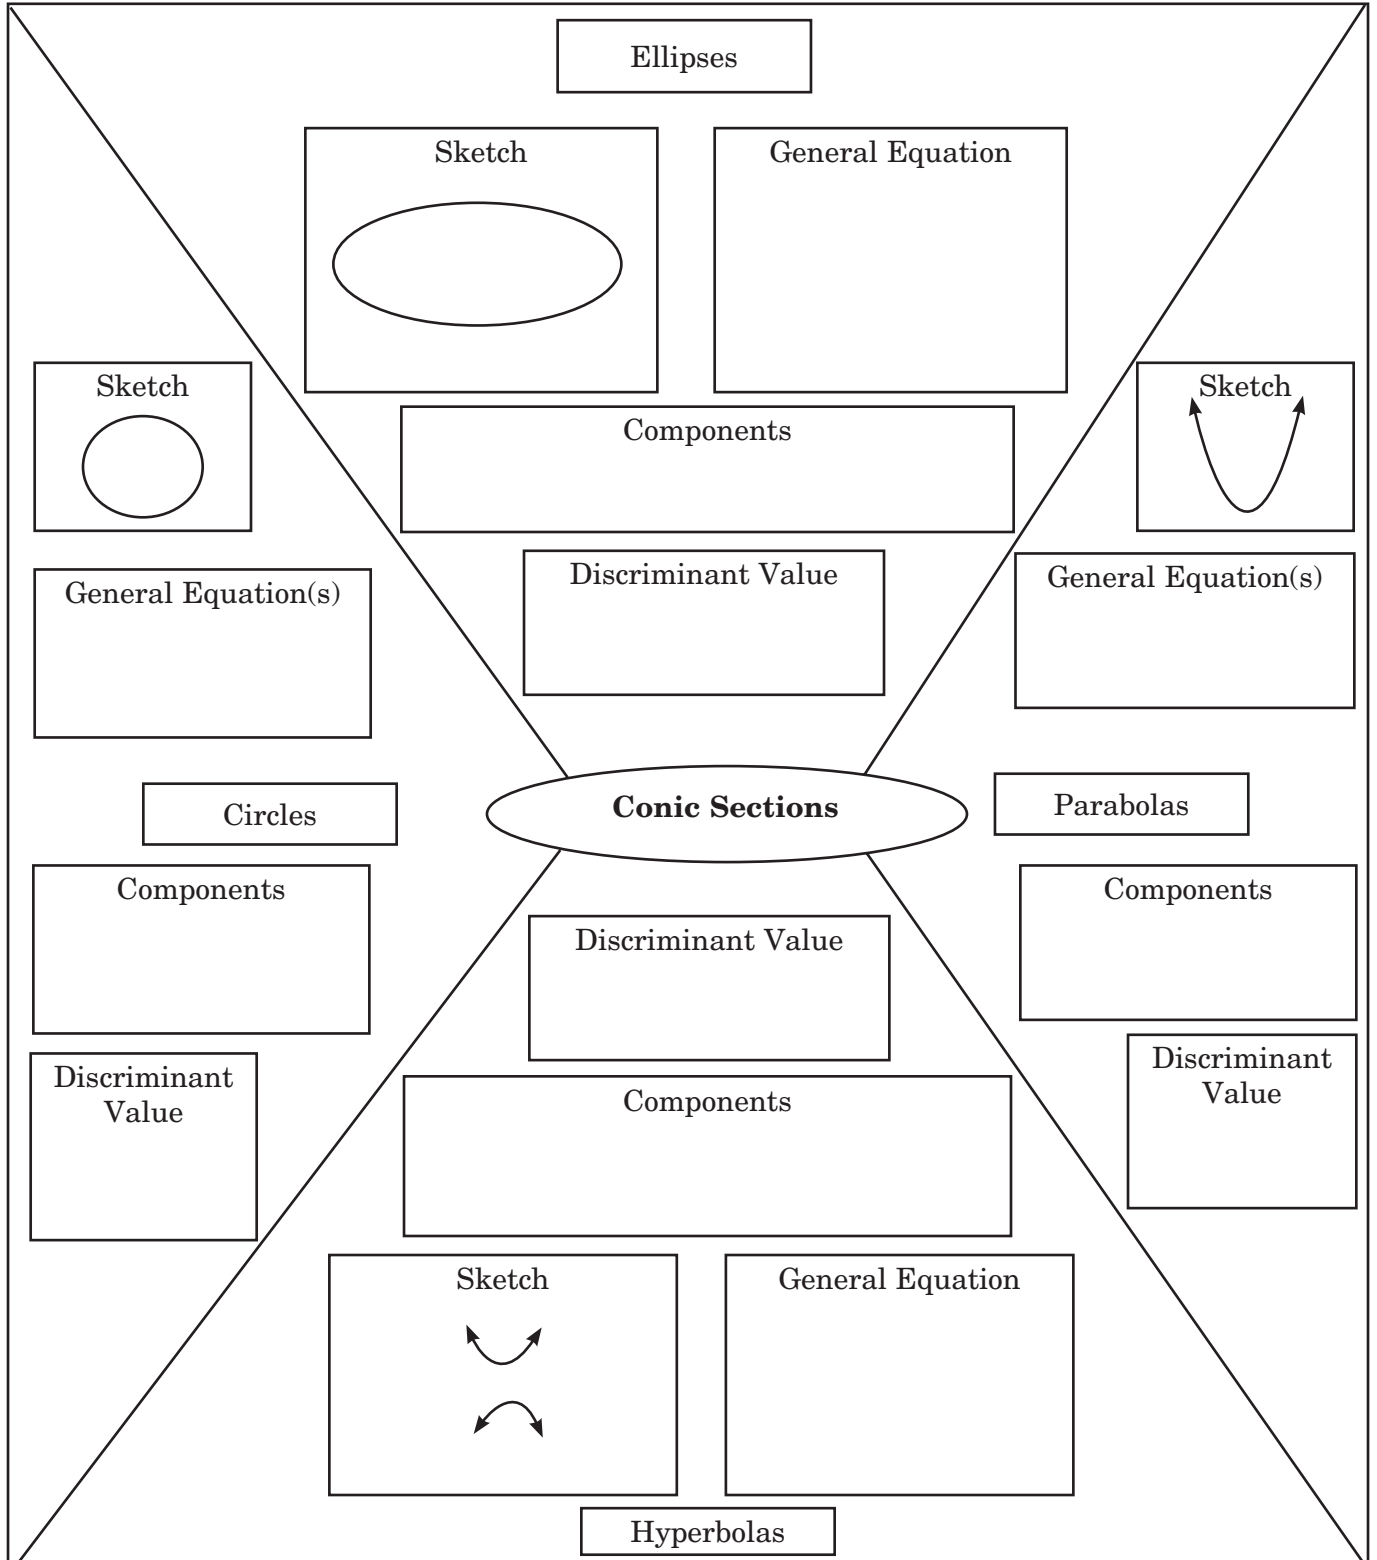 Ellipses
Sketch
General Equation
Sketch
Sketch
Components
Discriminant Value
General Equation(s)
General Equation(s)
Circles
Conic Sections
Parabolas
Components
Components
Discriminant Value
Discriminant
Value
Discriminant
Value
Components
Sketch
General Equation
Hyperbolas